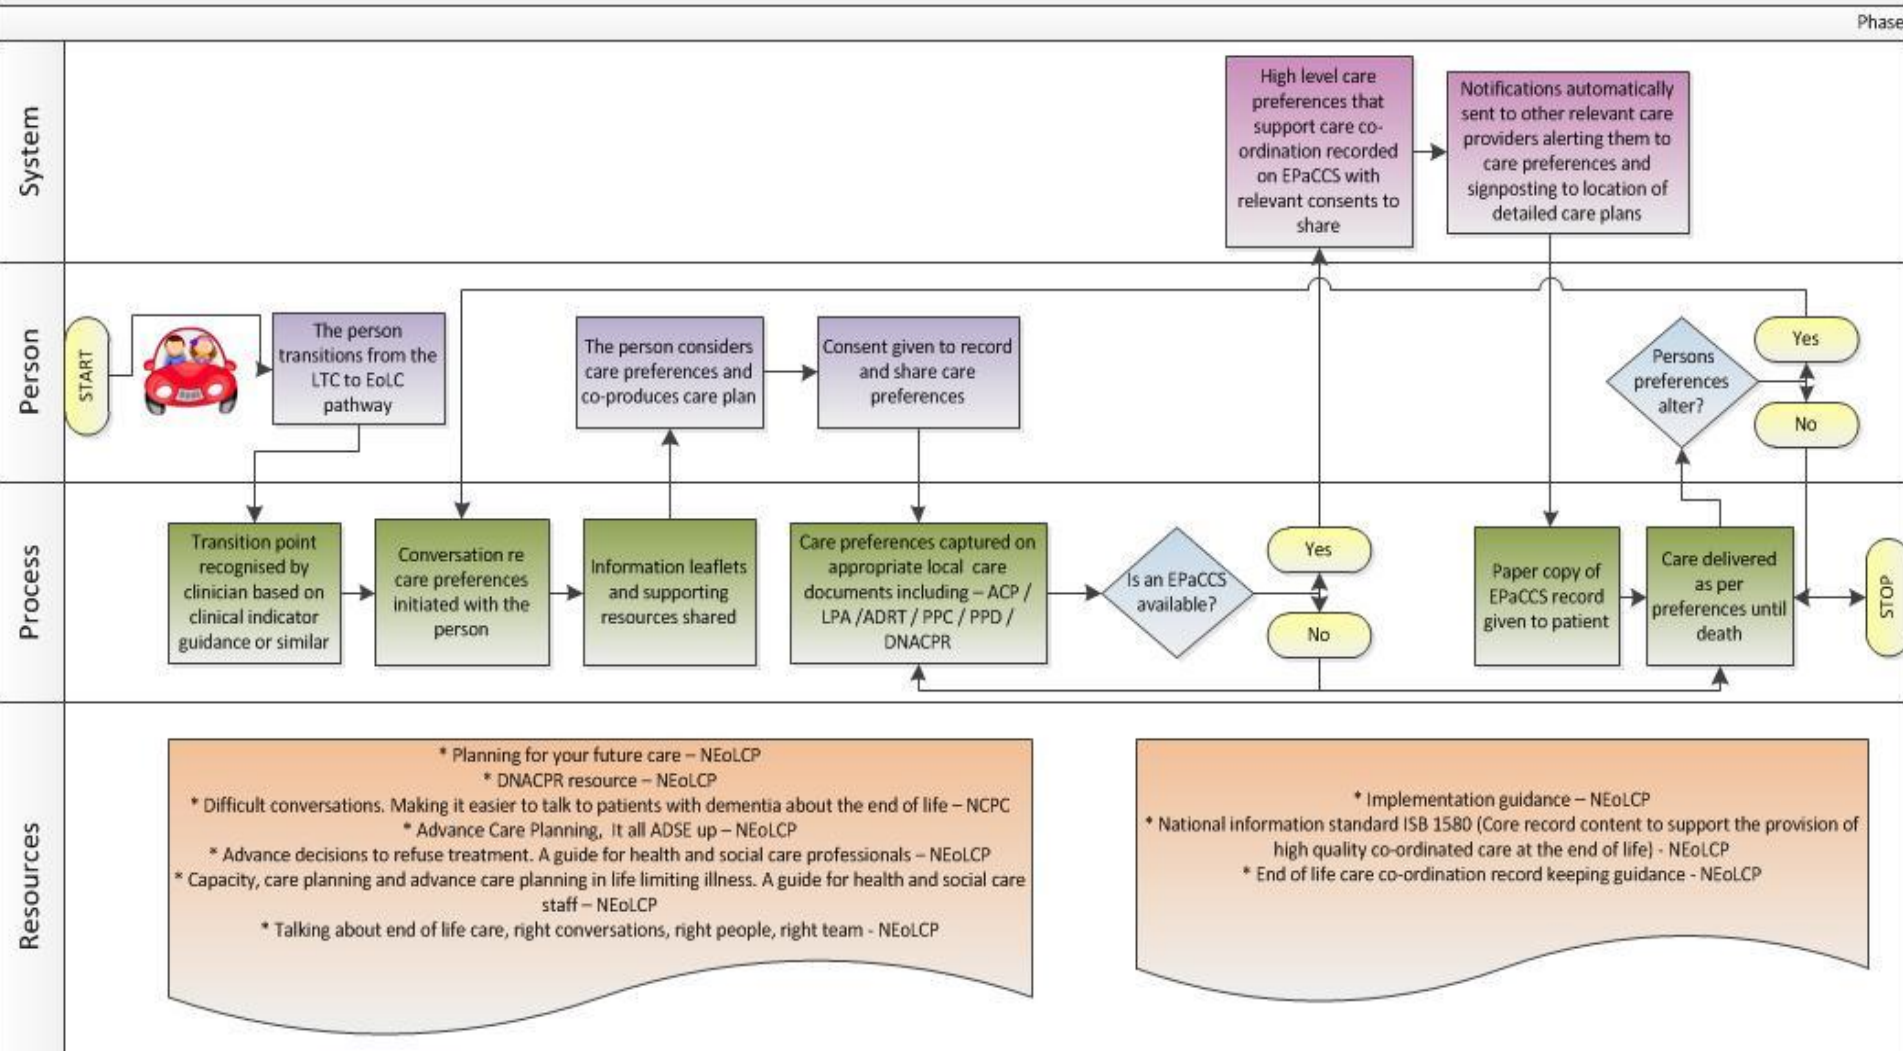 Phase
System
High level care
preferences that
support care co-
ordination recorded
on EPaCCS with
relevant consents to
share
Notifications automatically
sent to other relevant care
providers alerting them to
care preferences and
signposting to location of
detailed care plans
Person
START
The person
transitions from the
LTC to EoLC
pathway
The person considers
care preferences and
co-produces care plan
Consent given to record
and share care
preferences
Persons
preferences
alter?
Yes
No
Process
Transition point
recognised by
clinician based on
clinical indicator
guidance or similar
Conversation re
care preferences
initiated with the
person
Information leaflets
and supporting
resources shared
Care preferences captured on
appropriate local care
documents including – ACP /
LPA /ADRT / PPC / PPD /
DNACPR
Is an EPaCCS
available?
Yes
No
Paper copy of
EPaCCS record
given to patient
Care delivered
as per
preferences until
death
STOP
Resources
* Planning for your future care – NEoLCP
* DNACPR resource – NEoLCP
* Difficult conversations. Making it easier to talk to patients with dementia about the end of life – NCPC
* Advance Care Planning, It all ADSE up – NEoLCP
* Advance decisions to refuse treatment. A guide for health and social care professionals – NEoLCP
* Capacity, care planning and advance care planning in life limiting illness. A guide for health and social care
staff – NEoLCP
* Talking about end of life care, right conversations, right people, right team - NEoLCP
* Implementation guidance – NEoLCP
* National information standard ISB 1580 (Core record content to support the provision of
high quality co-ordinated care at the end of life) - NEoLCP
* End of life care co-ordination record keeping guidance - NEoLCP